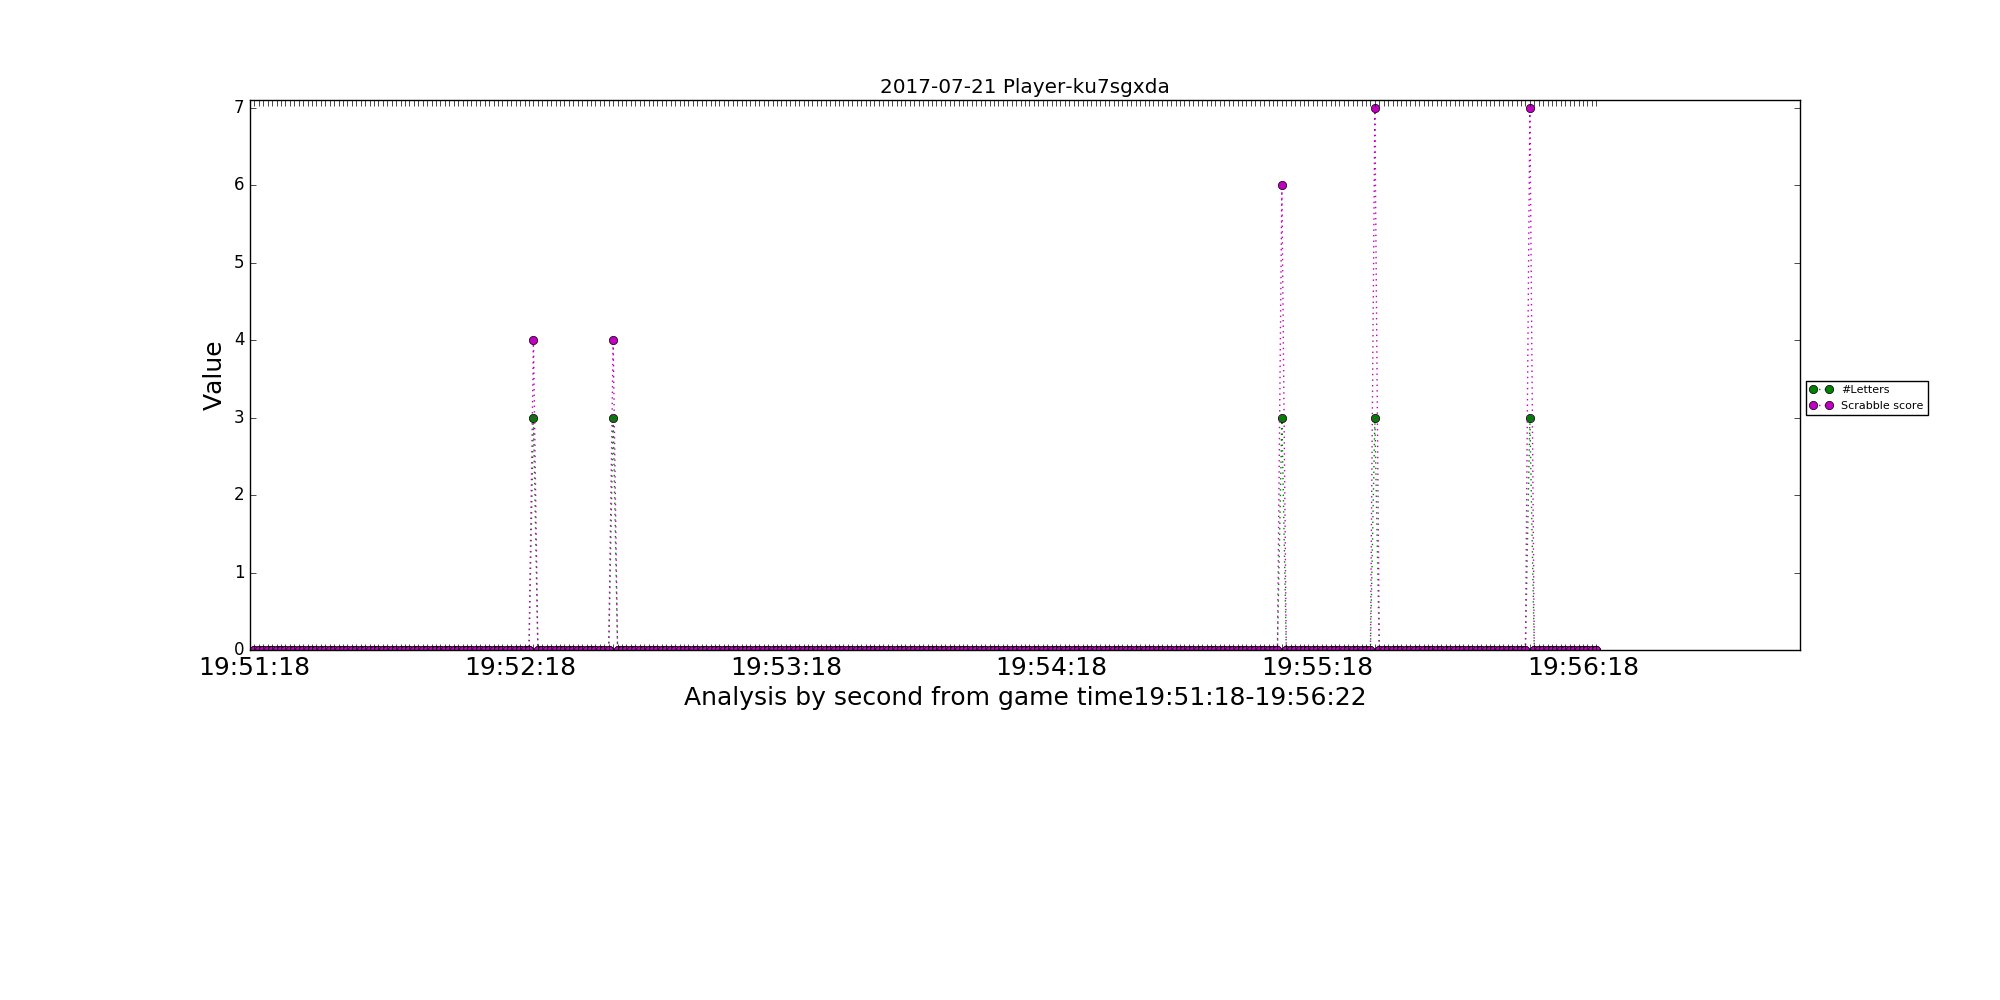 2017-07-21 Player-ku7sgxda
7
6
5
4
3
2
1
0
Value
#Letters
Scrabble score
19:51:18 19:52:18 19:53:18 19:54:18 19:55:18 19:56:18
Analysis by second from game time19:51:18-19:56:22